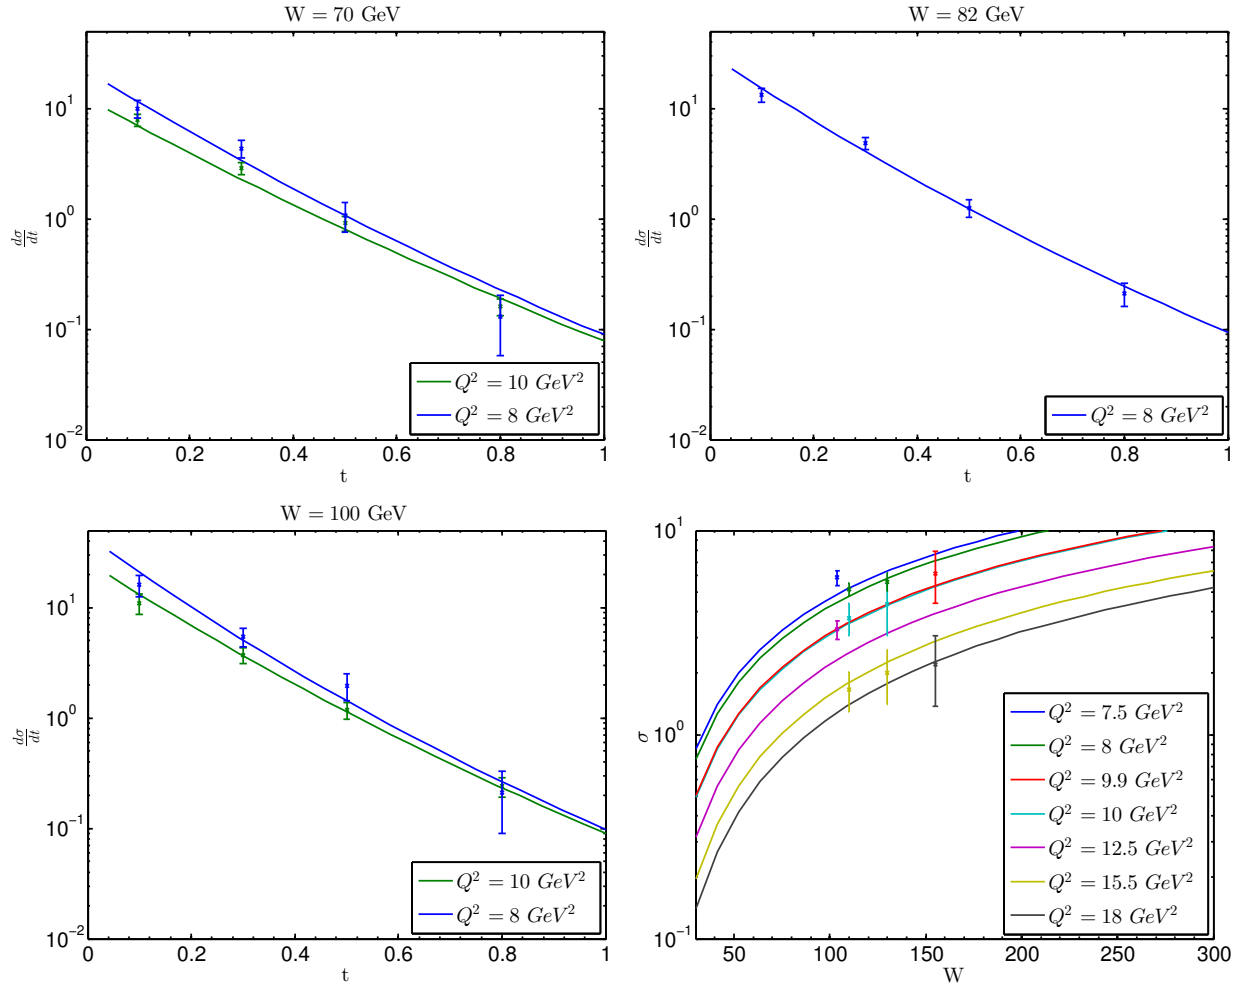 W = 70 GeV
10^1
10^0
10^-1
10^-2
dσ/dt
0 0.2 0.4 0.6 0.8 1
t
Q^2 = 10 GeV^2
Q^2 = 8 GeV^2
W = 82 GeV
10^1
10^0
10^-1
10^-2
dσ/dt
0 0.2 0.4 0.6 0.8 1
t
Q^2 = 8 GeV^2
W = 100 GeV
10^1
10^0
10^-1
10^-2
dσ/dt
0 0.2 0.4 0.6 0.8 1
t
Q^2 = 10 GeV^2
Q^2 = 8 GeV^2
10^1
10^0
10^-1
σ
50 100 150 200 250 300
W
Q^2 = 7.5 GeV^2
Q^2 = 8 GeV^2
Q^2 = 9.9 GeV^2
Q^2 = 10 GeV^2
Q^2 = 12.5 GeV^2
Q^2 = 15.5 GeV^2
Q^2 = 18 GeV^2